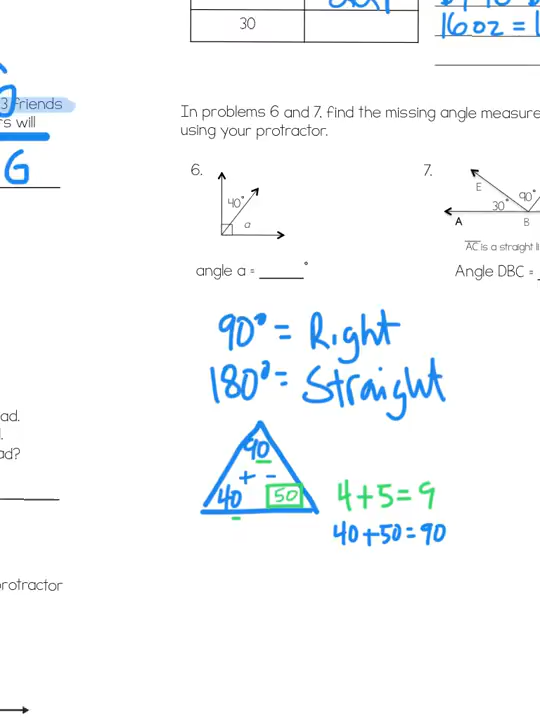 30
16oz = 1
3 friends
rs will
G
In problems 6 and 7, find the missing angle measure
using your protractor.
6.
40°
a
angle a = ______°
7.
E
90°
30°
A
B
AC is a straight li
Angle DBC = _
90° = Right
180° = Straight
90
+ -
40
50
4+5=9
40+50=90
ad.
.
ad?
protractor